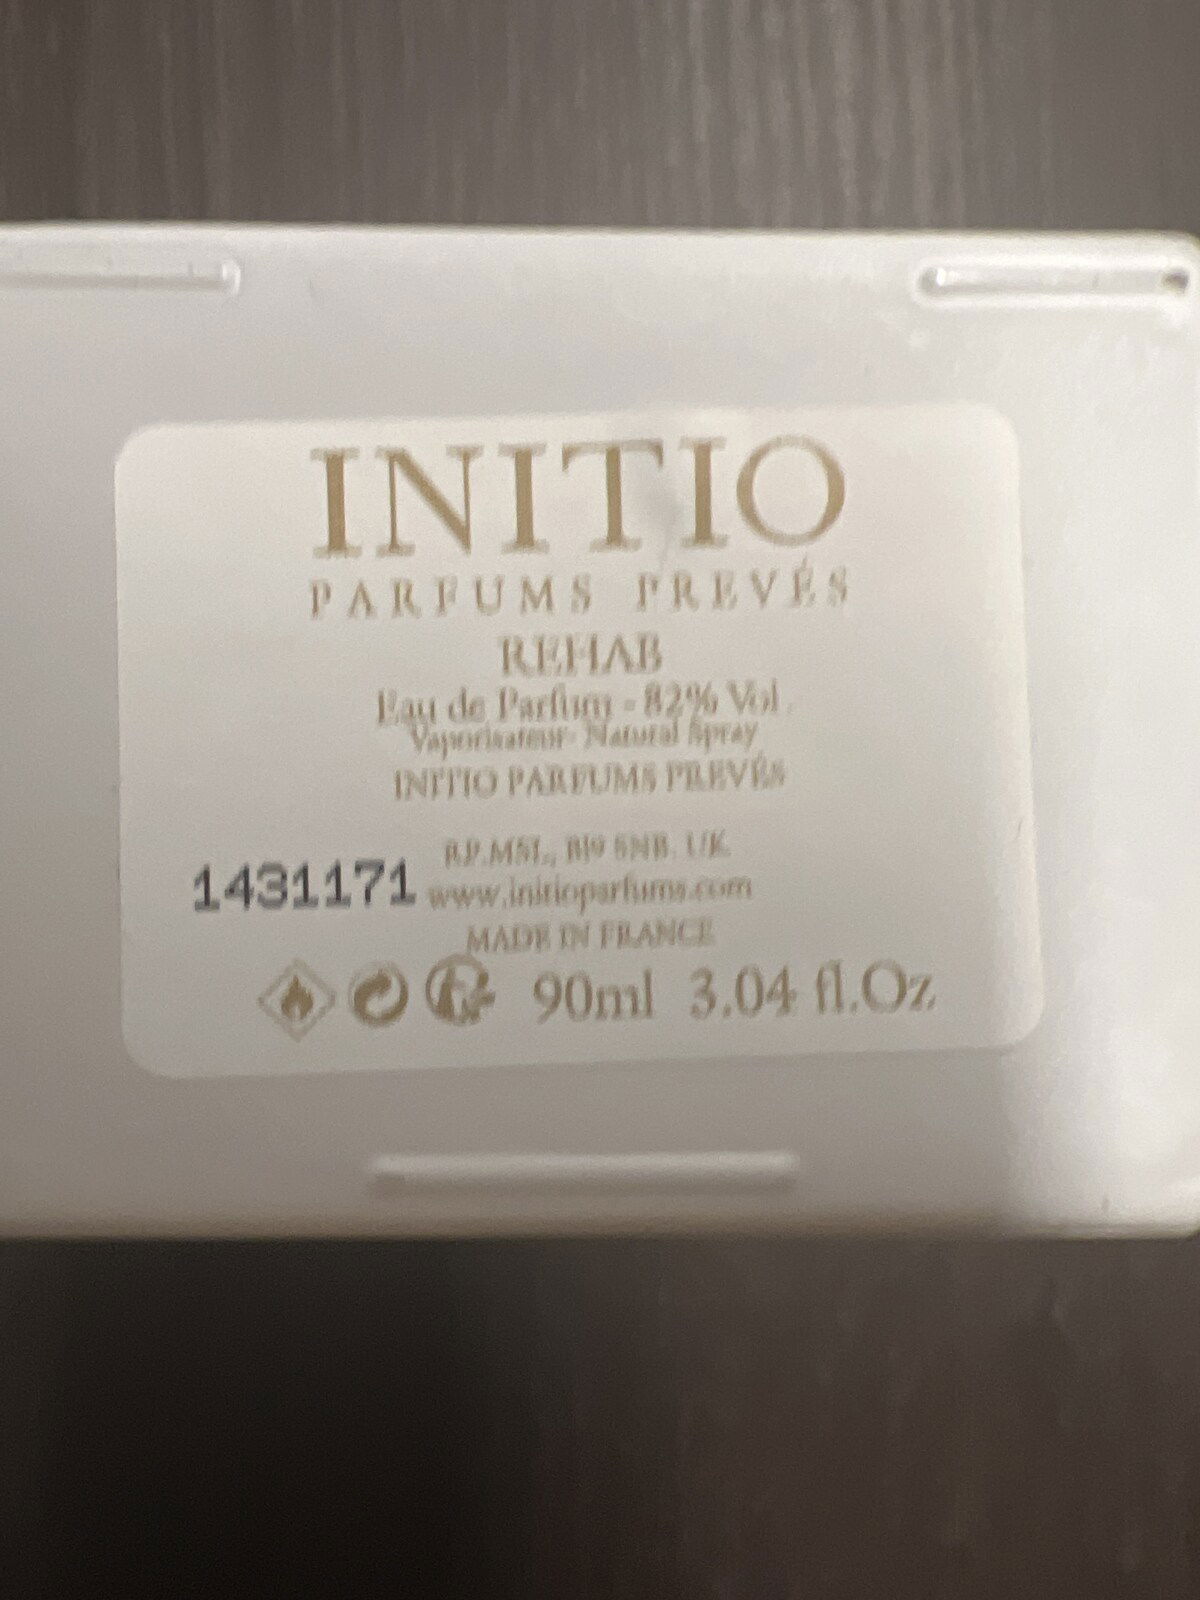 INITIO
PARFUMS PREVÉS
REHAB
Eau de Parfum - 82% Vol.
Vaporisateur- Natural Spray
INITIO PARFUMS PREVÉS
UK
1431171 www.initioparfums.com
MADE IN FRANCE
90ml 3.04 fl.Oz